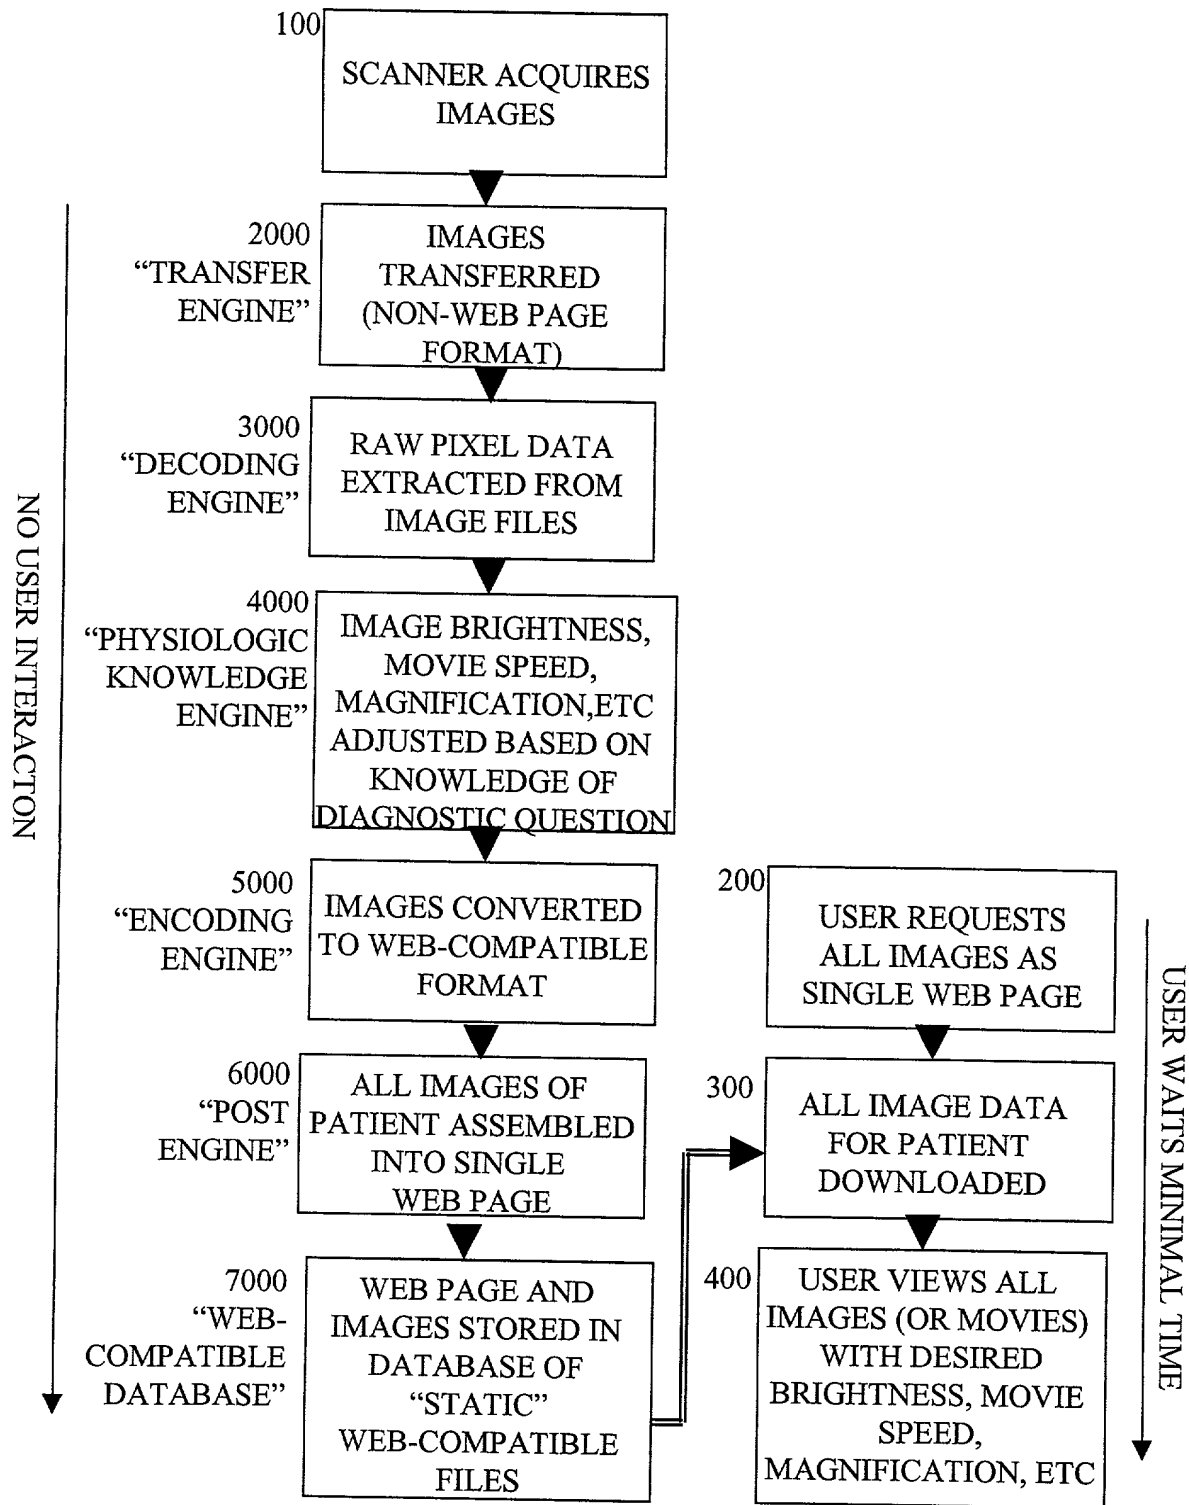 100
SCANNER ACQUIRES
IMAGES
2000
“TRANSFER
ENGINE”
IMAGES
TRANSFERRED
(NON-WEB PAGE
FORMAT)
3000
“DECODING
ENGINE”
RAW PIXEL DATA
EXTRACTED FROM
IMAGE FILES
4000
“PHYSIOLOGIC
KNOWLEDGE
ENGINE”
IMAGE BRIGHTNESS,
MOVIE SPEED,
MAGNIFICATION,ETC
ADJUSTED BASED ON
KNOWLEDGE OF
DIAGNOSTIC QUESTION
NO USER INTERACTON
5000
“ENCODING
ENGINE”
IMAGES CONVERTED
TO WEB-COMPATIBLE
FORMAT
6000
“POST
ENGINE”
ALL IMAGES OF
PATIENT ASSEMBLED
INTO SINGLE
WEB PAGE
7000
“WEB-
COMPATIBLE
DATABASE”
WEB PAGE AND
IMAGES STORED IN
DATABASE OF
“STATIC”
WEB-COMPATIBLE
FILES
200
USER REQUESTS
ALL IMAGES AS
SINGLE WEB PAGE
300
ALL IMAGE DATA
FOR PATIENT
DOWNLOADED
400
USER VIEWS ALL
IMAGES (OR MOVIES)
WITH DESIRED
BRIGHTNESS, MOVIE
SPEED,
MAGNIFICATION, ETC
USER WAITS MINIMAL TIME